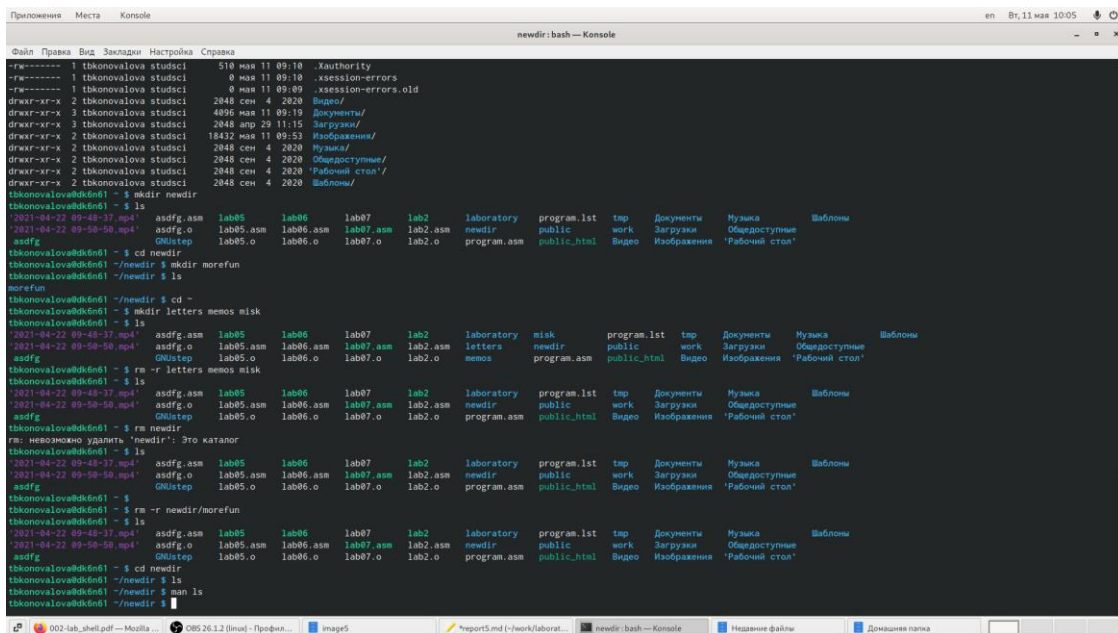 Приложения Места Konsole en Вт, 11 мая 10:05
newdir : bash — Konsole
Файл Правка Вид Закладки Настройка Справка
-rw------- 1 tbkonovalova studsci 510 мая 11 09:10 .Xauthority
-rw------- 1 tbkonovalova studsci 0 мая 11 09:10 .xsession-errors
-rw------- 1 tbkonovalova studsci 0 мая 11 09:09 .xsession-errors.old
drwxr-xr-x 2 tbkonovalova studsci 2048 сен 4 2020 Видео/
drwxr-xr-x 3 tbkonovalova studsci 4096 мая 11 09:19 Документы/
drwxr-xr-x 3 tbkonovalova studsci 2048 апр 29 11:15 Загрузки/
drwxr-xr-x 2 tbkonovalova studsci 18432 мая 11 09:53 Изображения/
drwxr-xr-x 2 tbkonovalova studsci 2048 сен 4 2020 Музыка/
drwxr-xr-x 2 tbkonovalova studsci 2048 сен 4 2020 Общедоступные/
drwxr-xr-x 2 tbkonovalova studsci 2048 сен 4 2020 'Рабочий стол'/
drwxr-xr-x 2 tbkonovalova studsci 2048 сен 4 2020 Шаблоны/
tbkonovalova@dk6n61 ~ $ mkdir newdir
tbkonovalova@dk6n61 ~ $ ls
'2021-04-22 09-48-37.mp4' asdfg.asm lab05 lab06 lab07 lab2 laboratory program.lst tmp Документы Музыка Шаблоны
'2021-04-22 09-50-50.mp4' asdfg.o lab05.asm lab06.asm lab07.asm lab2.asm newdir public work Загрузки Общедоступные
asdfg GNUstep lab05.o lab06.o lab07.o lab2.o program.asm public_html Видео Изображения 'Рабочий стол'
tbkonovalova@dk6n61 ~ $ cd newdir
tbkonovalova@dk6n61 ~/newdir $ mkdir morefun
tbkonovalova@dk6n61 ~/newdir $ ls
morefun
tbkonovalova@dk6n61 ~/newdir $ cd ~
tbkonovalova@dk6n61 ~ $ mkdir letters memos misk
tbkonovalova@dk6n61 ~ $ ls
'2021-04-22 09-48-37.mp4' asdfg.asm lab05 lab06 lab07 lab2 laboratory misk program.lst tmp Документы Музыка Шаблоны
'2021-04-22 09-50-50.mp4' asdfg.o lab05.asm lab06.asm lab07.asm lab2.asm letters newdir public work Загрузки Общедоступные
asdfg GNUstep lab05.o lab06.o lab07.o lab2.o memos program.asm public_html Видео Изображения 'Рабочий стол'
tbkonovalova@dk6n61 ~ $ rm -r letters memos misk
tbkonovalova@dk6n61 ~ $ ls
'2021-04-22 09-48-37.mp4' asdfg.asm lab05 lab06 lab07 lab2 laboratory program.lst tmp Документы Музыка Шаблоны
'2021-04-22 09-50-50.mp4' asdfg.o lab05.asm lab06.asm lab07.asm lab2.asm newdir public work Загрузки Общедоступные
asdfg GNUstep lab05.o lab06.o lab07.o lab2.o program.asm public_html Видео Изображения 'Рабочий стол'
tbkonovalova@dk6n61 ~ $ rm newdir
rm: невозможно удалить 'newdir': Это каталог
tbkonovalova@dk6n61 ~ $ ls
'2021-04-22 09-48-37.mp4' asdfg.asm lab05 lab06 lab07 lab2 laboratory program.lst tmp Документы Музыка Шаблоны
'2021-04-22 09-50-50.mp4' asdfg.o lab05.asm lab06.asm lab07.asm lab2.asm newdir public work Загрузки Общедоступные
asdfg GNUstep lab05.o lab06.o lab07.o lab2.o program.asm public_html Видео Изображения 'Рабочий стол'
tbkonovalova@dk6n61 ~ $
tbkonovalova@dk6n61 ~ $ rm -r newdir/morefun
tbkonovalova@dk6n61 ~ $ ls
'2021-04-22 09-48-37.mp4' asdfg.asm lab05 lab06 lab07 lab2 laboratory program.lst tmp Документы Музыка Шаблоны
'2021-04-22 09-50-50.mp4' asdfg.o lab05.asm lab06.asm lab07.asm lab2.asm newdir public work Загрузки Общедоступные
asdfg GNUstep lab05.o lab06.o lab07.o lab2.o program.asm public_html Видео Изображения 'Рабочий стол'
tbkonovalova@dk6n61 ~ $ cd newdir
tbkonovalova@dk6n61 ~/newdir $ ls
tbkonovalova@dk6n61 ~/newdir $ man ls
tbkonovalova@dk6n61 ~/newdir $
002-lab_shell.pdf — Mozilla ... OBS 26.1.2 (linux) - Профил... image5 *report5.md (~/work/laborat... newdir : bash — Konsole Недавние файлы Домашняя папка